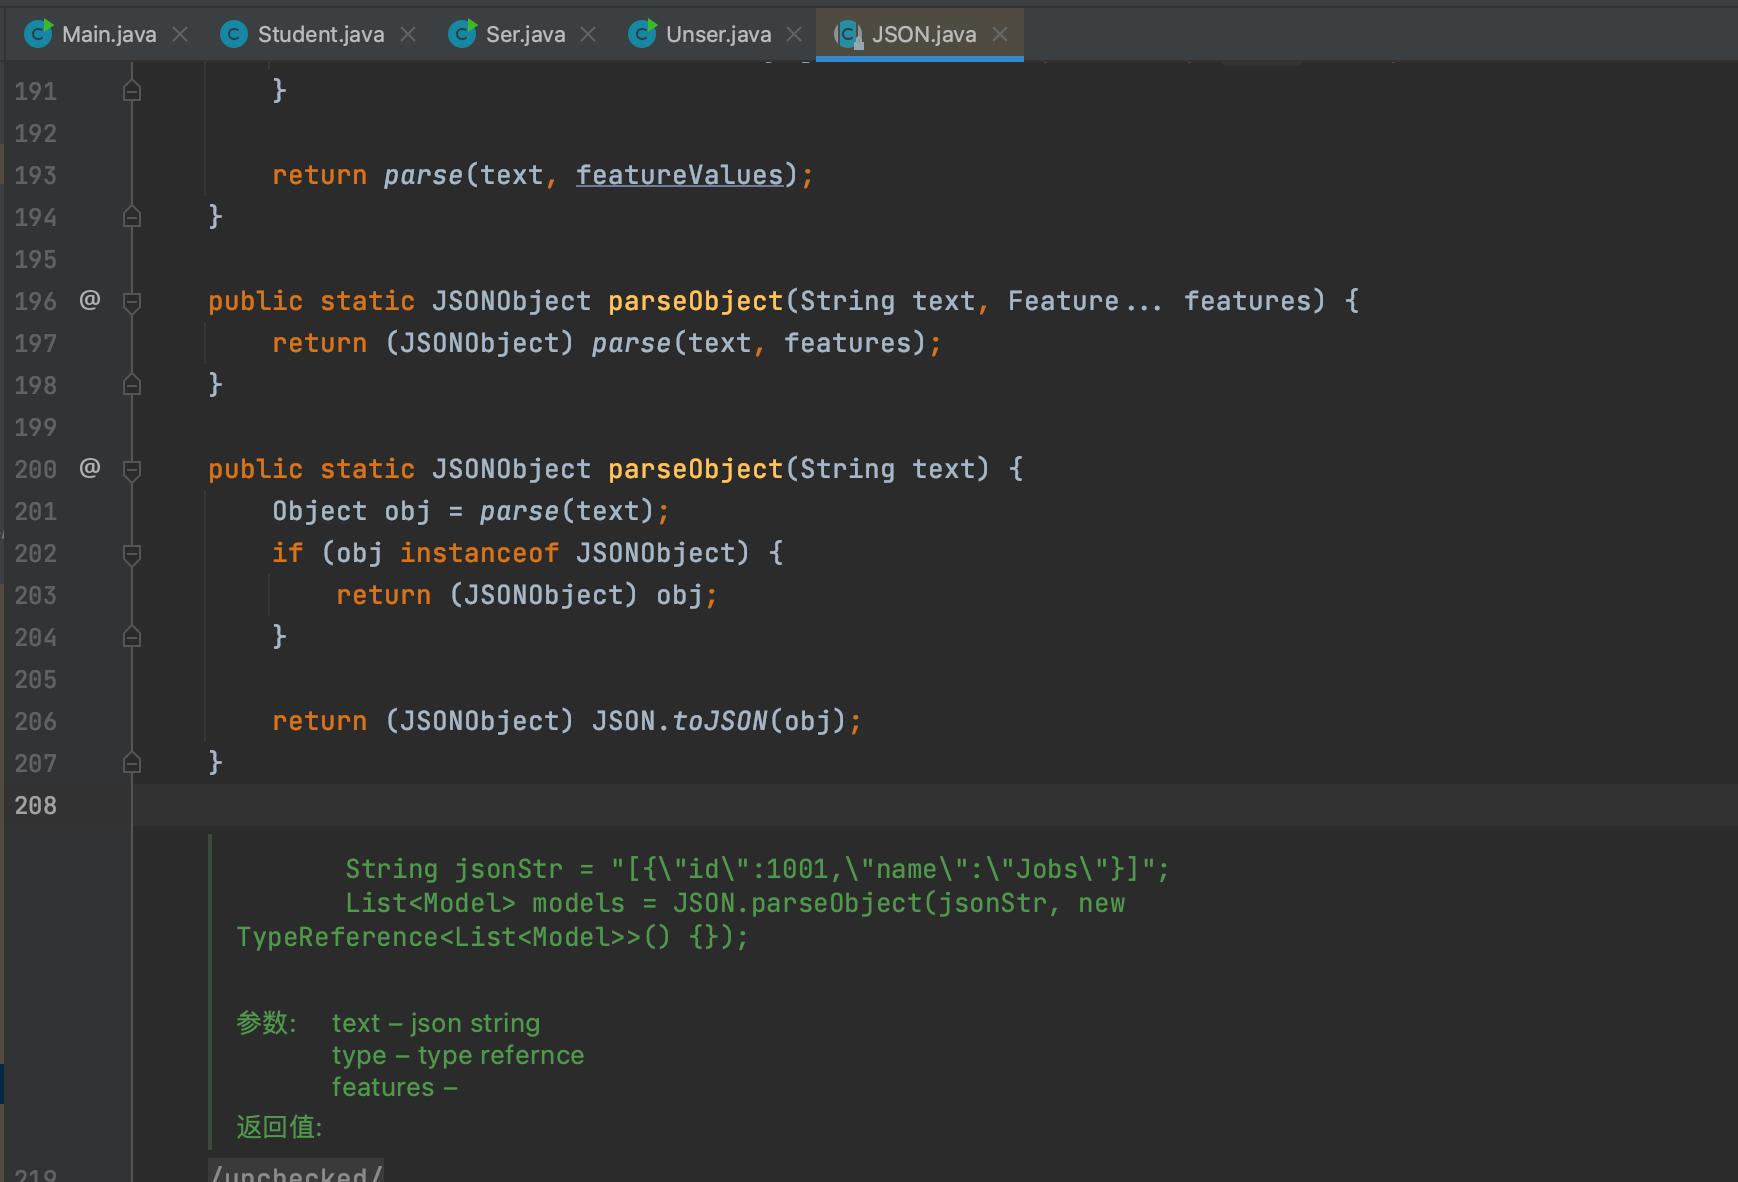 Main.java
Student.java
Ser.java
Unser.java
JSON.java
191 }
192
193 return parse(text, featureValues);
194 }
195
196 @ public static JSONObject parseObject(String text, Feature... features) {
197 return (JSONObject) parse(text, features);
198 }
199
200 @ public static JSONObject parseObject(String text) {
201 Object obj = parse(text);
202 if (obj instanceof JSONObject) {
203 return (JSONObject) obj;
204 }
205
206 return (JSONObject) JSON.toJSON(obj);
207 }
208
String jsonStr = "[{\"id\":1001,\"name\":\"Jobs\"}]";
List<Model> models = JSON.parseObject(jsonStr, new
TypeReference<List<Model>>() {});
参数: text – json string
type – type refernce
features –
返回值:
219 /unchecked/